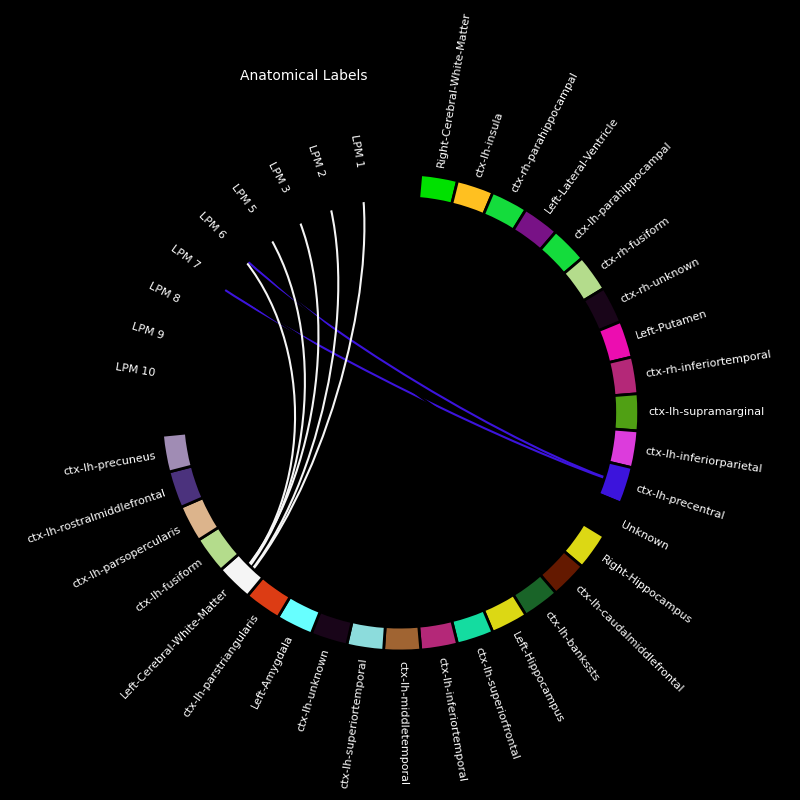 Anatomical Labels
Right-Cerebral-White-Matter
ctx-lh-insula
ctx-rh-parahippocampal
Left-Lateral-Ventricle
ctx-lh-parahippocampal
ctx-rh-fusiform
ctx-rh-unknown
Left-Putamen
ctx-rh-inferiortemporal
ctx-lh-supramarginal
ctx-lh-inferiorparietal
ctx-lh-precentral
Unknown
Right-Hippocampus
ctx-lh-caudalmiddlefrontal
ctx-lh-bankssts
Left-Hippocampus
ctx-lh-superiorfrontal
ctx-lh-inferiortemporal
ctx-lh-middletemporal
ctx-lh-superiortemporal
ctx-lh-unknown
Left-Amygdala
ctx-lh-parstriangularis
Left-Cerebral-White-Matter
ctx-lh-fusiform
ctx-lh-parsopercularis
ctx-lh-rostralmiddlefrontal
ctx-lh-precuneus
LPM 10
LPM 9
LPM 8
LPM 7
LPM 6
LPM 5
LPM 3
LPM 2
LPM 1